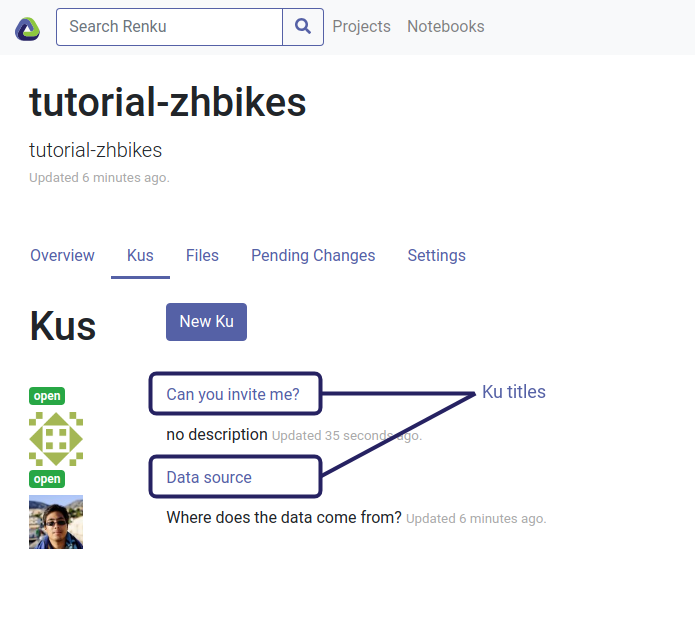 Search Renku
Projects
Notebooks
tutorial-zhbikes
tutorial-zhbikes
Updated 6 minutes ago.
Overview
Kus
Files
Pending Changes
Settings
Kus
New Ku
open
Can you invite me?
Ku titles
no description Updated 35 seconds ago.
open
Data source
Where does the data come from? Updated 6 minutes ago.